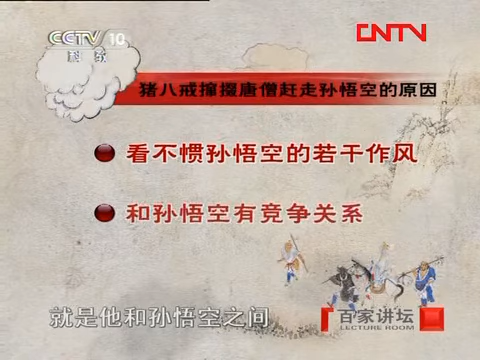 CCTV 10
科教
CNTV
猪八戒撺掇唐僧赶走孙悟空的原因
看不惯孙悟空的若干作风
和孙悟空有竞争关系
就是他和孙悟空之间
百家讲坛
LECTURE ROOM